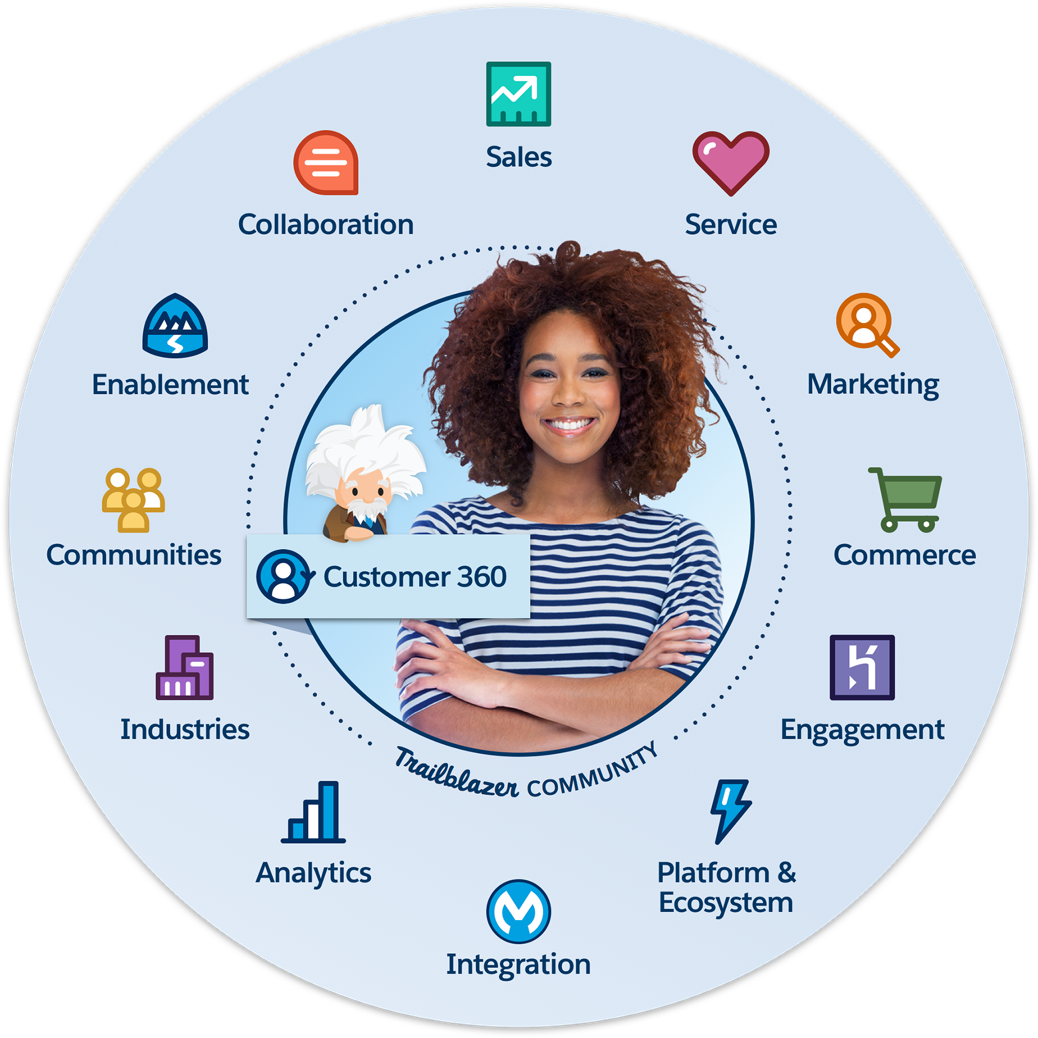 Sales
Service
Marketing
Commerce
Engagement
Platform &
Ecosystem
Integration
Analytics
Industries
Communities
Enablement
Collaboration
Customer 360
Trailblazer COMMUNITY